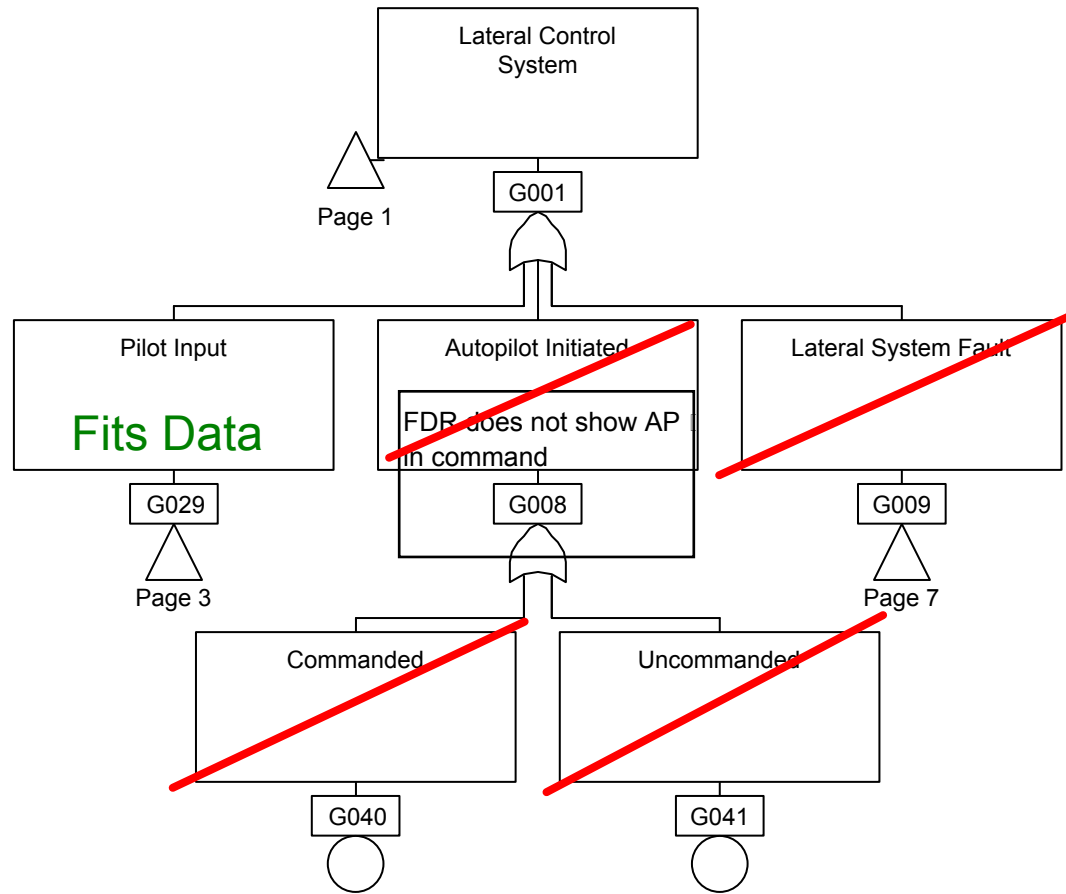 Lateral Control
System
Page 1
G001
Pilot Input
Autopilot Initiated
Lateral System Fault
Fits Data
FDR does not show AP
in command
G029
G008
G009
Page 3
Page 7
Commanded
Uncommanded
G040
G041